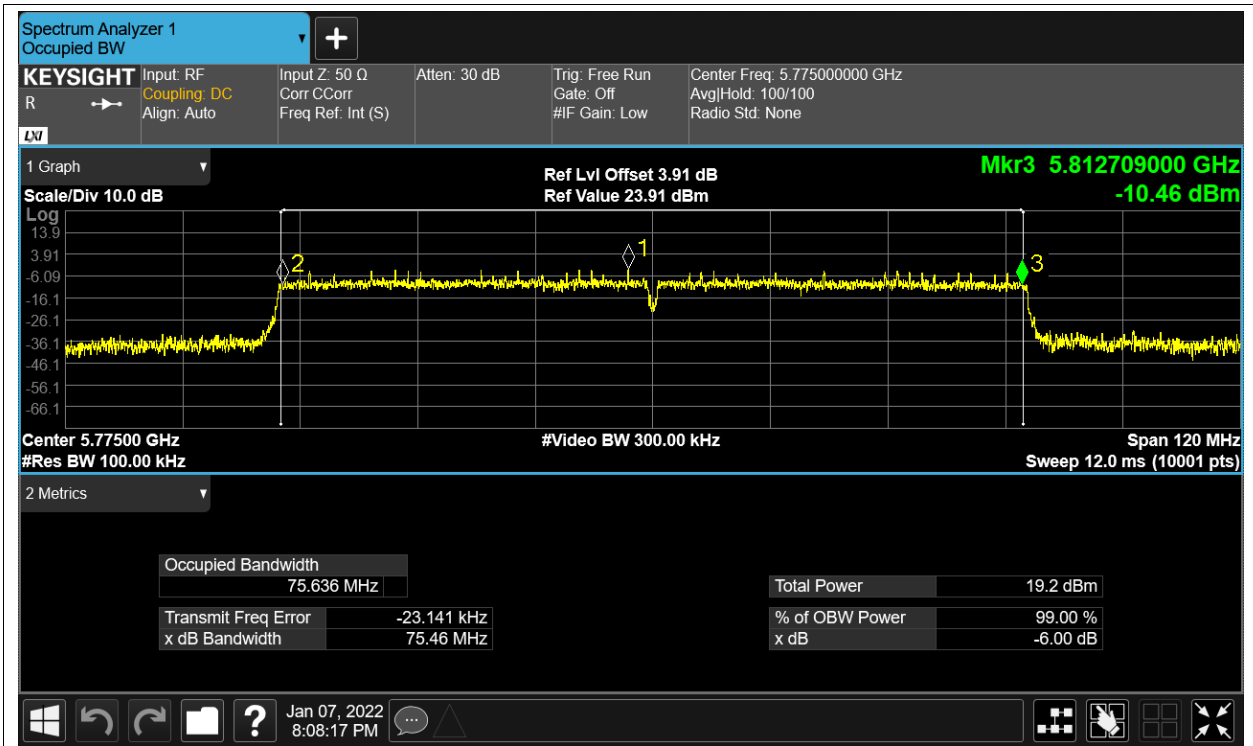 Spectrum Analyzer 1
Occupied BW
KEYSIGHT Input: RF Input Z: 50 Ω Atten: 30 dB Trig: Free Run Center Freq: 5.775000000 GHz
R Coupling: DC Corr CCorr Gate: Off Avg|Hold: 100/100
Align: Auto Freq Ref: Int (S) #IF Gain: Low Radio Std: None
LXI
1 Graph Ref Lvl Offset 3.91 dB Mkr3 5.812709000 GHz
Scale/Div 10.0 dB Ref Value 23.91 dBm -10.46 dBm
Log
13.9
3.91
-6.09
-16.1
-26.1
-36.1
-46.1
-56.1
-66.1
2
1
3
Center 5.77500 GHz #Video BW 300.00 kHz Span 120 MHz
#Res BW 100.00 kHz Sweep 12.0 ms (10001 pts)
2 Metrics
Occupied Bandwidth
75.636 MHz Total Power 19.2 dBm
Transmit Freq Error -23.141 kHz % of OBW Power 99.00 %
x dB Bandwidth 75.46 MHz x dB -6.00 dB
Jan 07, 2022
8:08:17 PM